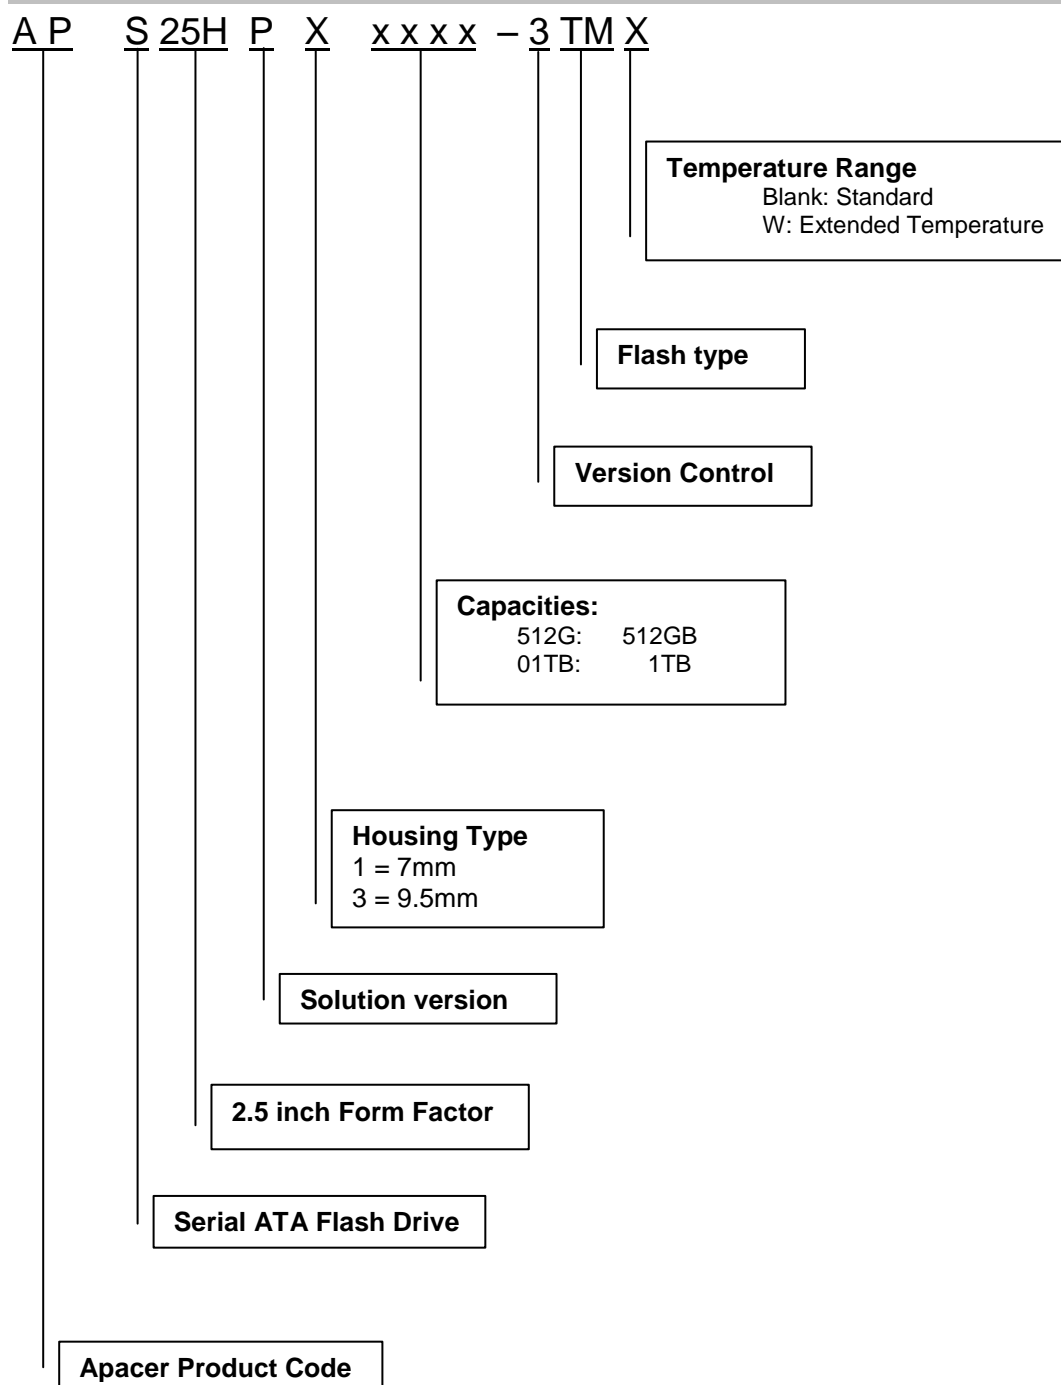 A P S 25H P X x x x x – 3 TM X
Temperature Range
Blank: Standard
W: Extended Temperature
Flash type
Version Control
Capacities:
512G: 512GB
01TB: 1TB
Housing Type
1 = 7mm
3 = 9.5mm
Solution version
2.5 inch Form Factor
Serial ATA Flash Drive
Apacer Product Code